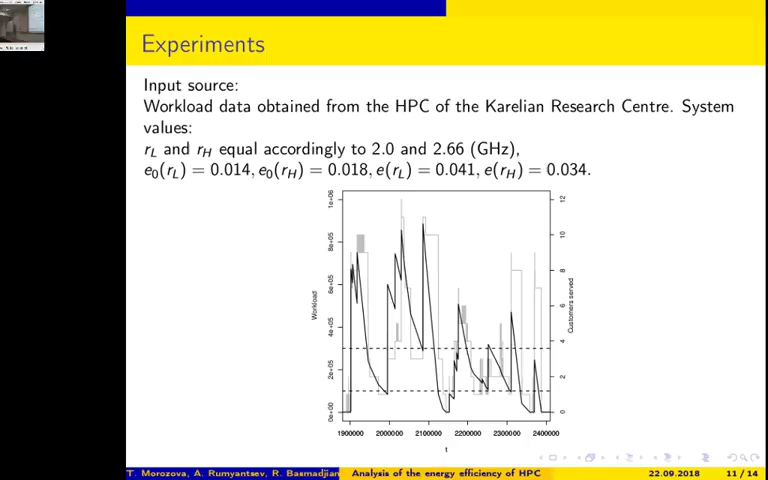 Experiments
Input source:
Workload data obtained from the HPC of the Karelian Research Centre. System
values:
r_L and r_H equal accordingly to 2.0 and 2.66 (GHz),
e_0(r_L) = 0.014, e_0(r_H) = 0.018, e(r_L) = 0.041, e(r_H) = 0.034.
Workload
0e+00 2e+05 4e+05 6e+05 8e+05 1e+06
0 2 4 6 8 10 12
Customers served
1900000 2000000 2100000 2200000 2300000 2400000
t
T. Morozova, A. Rumyantsev, R. Basmadjian
Analysis of the energy efficiency of HPC
22.09.2018
11 / 14